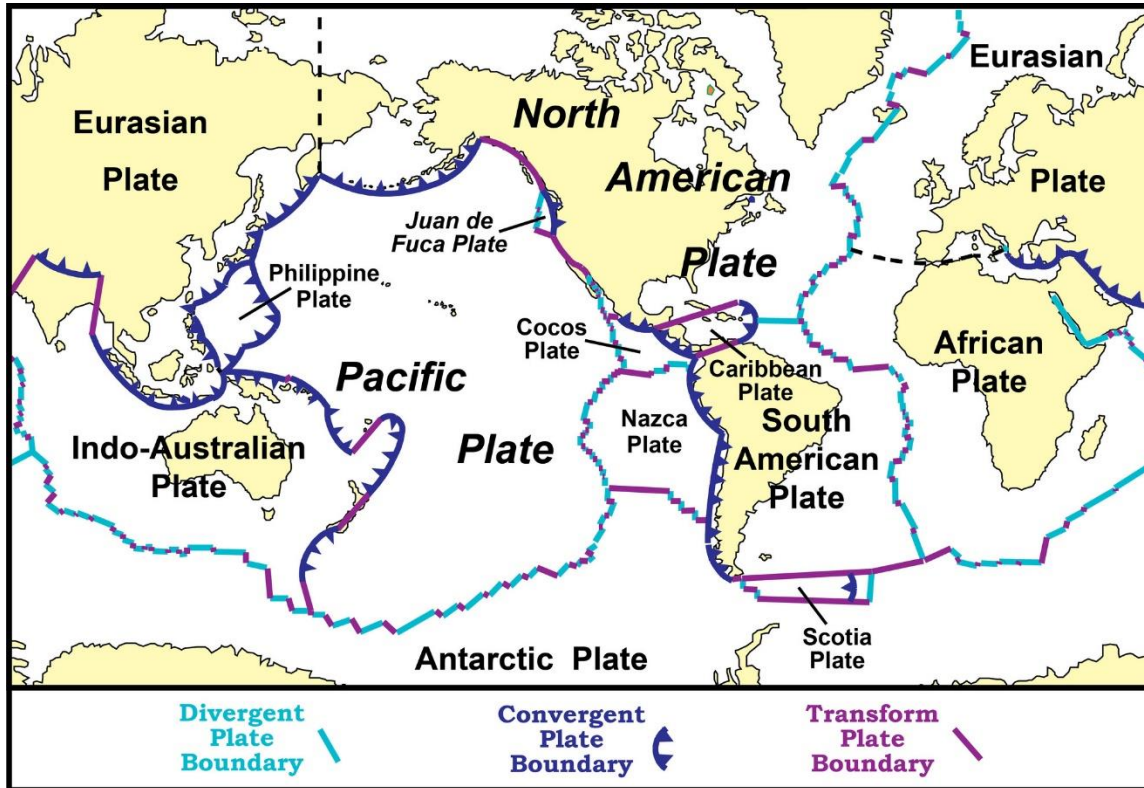 Eurasian
Plate
North
American
Plate
Eurasian
Plate
Juan de
Fuca Plate
Philippine
Plate
Cocos
Plate
Caribbean
Plate
African
Plate
Pacific
Plate
Nazca
Plate
South
American
Plate
Indo-Australian
Plate
Scotia
Plate
Antarctic Plate
Divergent
Plate
Boundary
Convergent
Plate
Boundary
Transform
Plate
Boundary